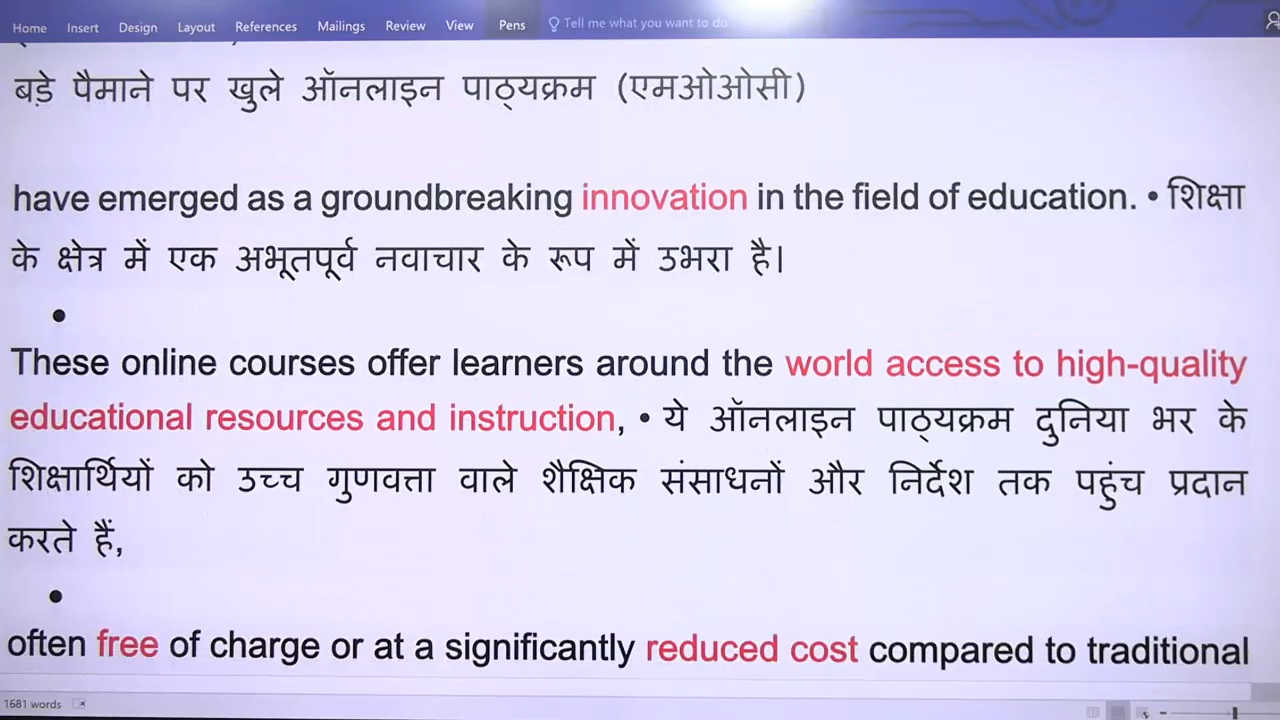 Home Insert Design Layout References Mailings Review View Pens Tell me what you want to do
बड़े पैमाने पर खुले ऑनलाइन पाठ्यक्रम (एमओओसी)
have emerged as a groundbreaking innovation in the field of education. • शिक्षा
के क्षेत्र में एक अभूतपूर्व नवाचार के रूप में उभरा है।
•
These online courses offer learners around the world access to high-quality
educational resources and instruction, • ये ऑनलाइन पाठ्यक्रम दुनिया भर के
शिक्षार्थियों को उच्च गुणवत्ता वाले शैक्षिक संसाधनों और निर्देश तक पहुंच प्रदान
करते हैं,
•
often free of charge or at a significantly reduced cost compared to traditional
1681 words